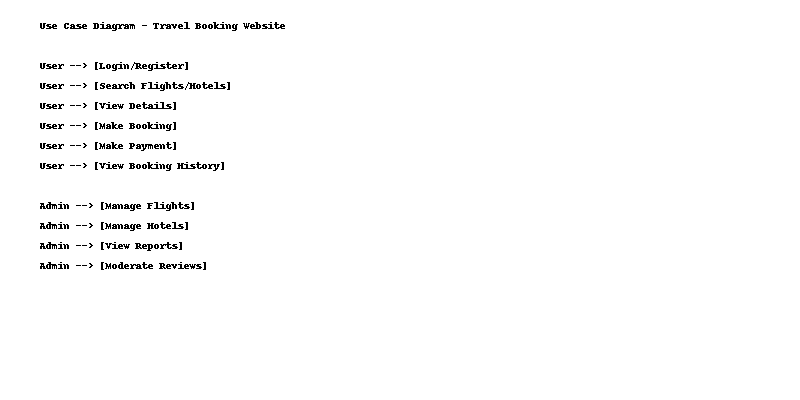 Use Case Diagram - Travel Booking Website
User --> [Login/Register]
User --> [Search Flights/Hotels]
User --> [View Details]
User --> [Make Booking]
User --> [Make Payment]
User --> [View Booking History]
Admin --> [Manage Flights]
Admin --> [Manage Hotels]
Admin --> [View Reports]
Admin --> [Moderate Reviews]